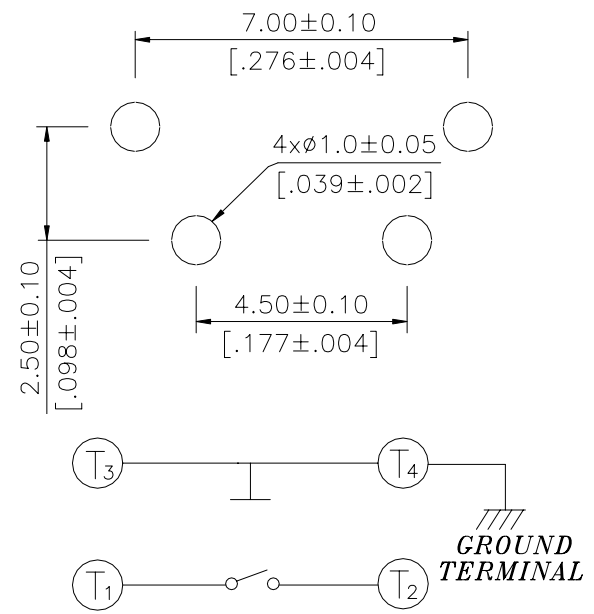 7.00±0.10
[.276±.004]
4xø1.0±0.05
[.039±.002]
2.50±0.10
[.098±.004]
4.50±0.10
[.177±.004]
T3
T4
GROUND
TERMINAL
T1
T2